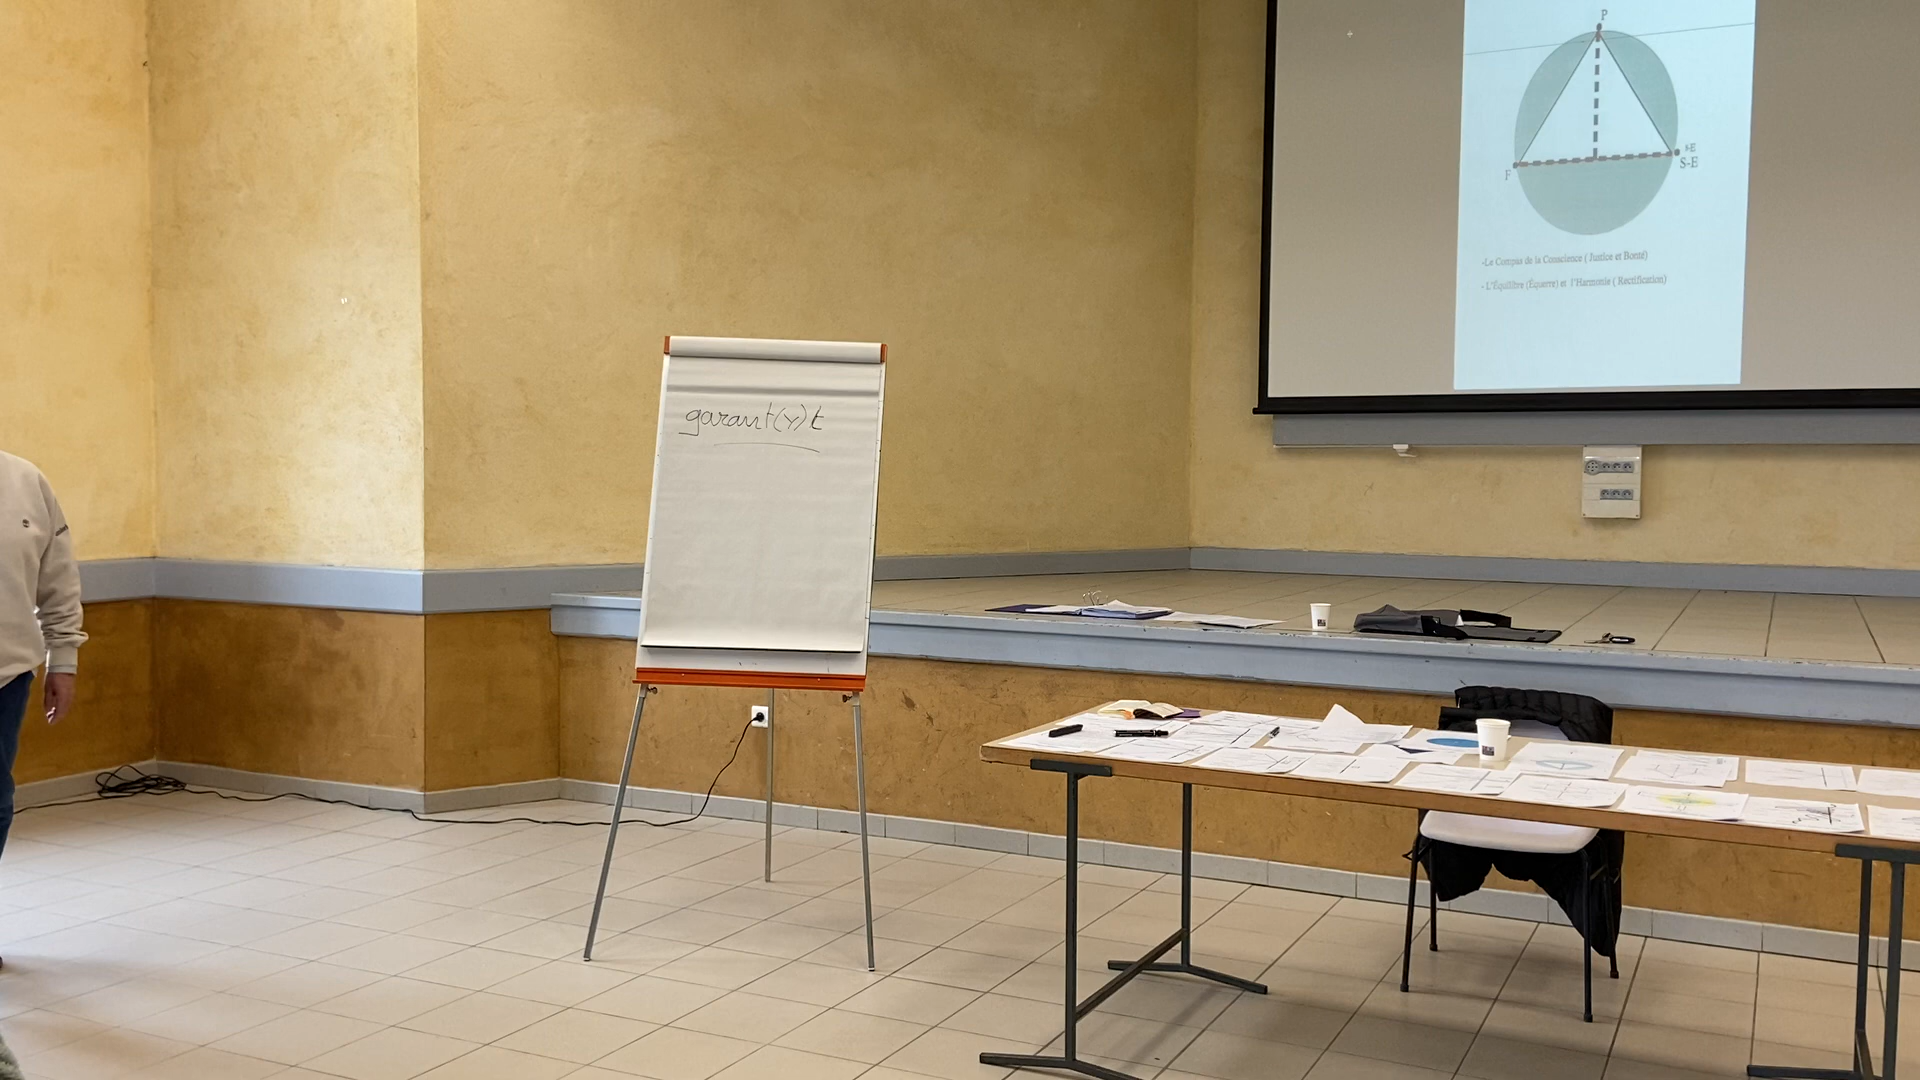 garant(y)t
P
F
S-E
-Le Compas de la Conscience ( Justice et Bonté)
- L'Équilibre (Équerre) et l'Harmonie ( Rectification)